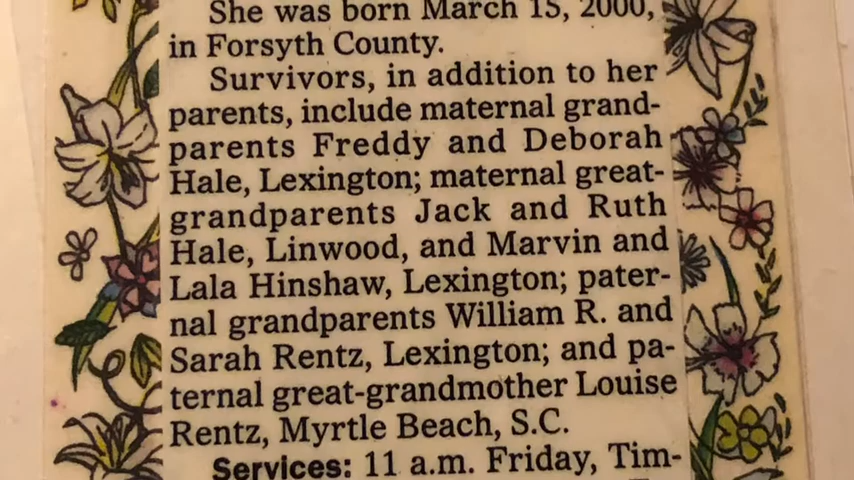 She was born March 15, 2000,
in Forsyth County.
Survivors, in addition to her
parents, include maternal grand-
parents Freddy and Deborah
Hale, Lexington; maternal great-
grandparents Jack and Ruth
Hale, Linwood, and Marvin and
Lala Hinshaw, Lexington; pater-
nal grandparents William R. and
Sarah Rentz, Lexington; and pa-
ternal great-grandmother Louise
Rentz, Myrtle Beach, S.C.
Services: 11 a.m. Friday, Tim-